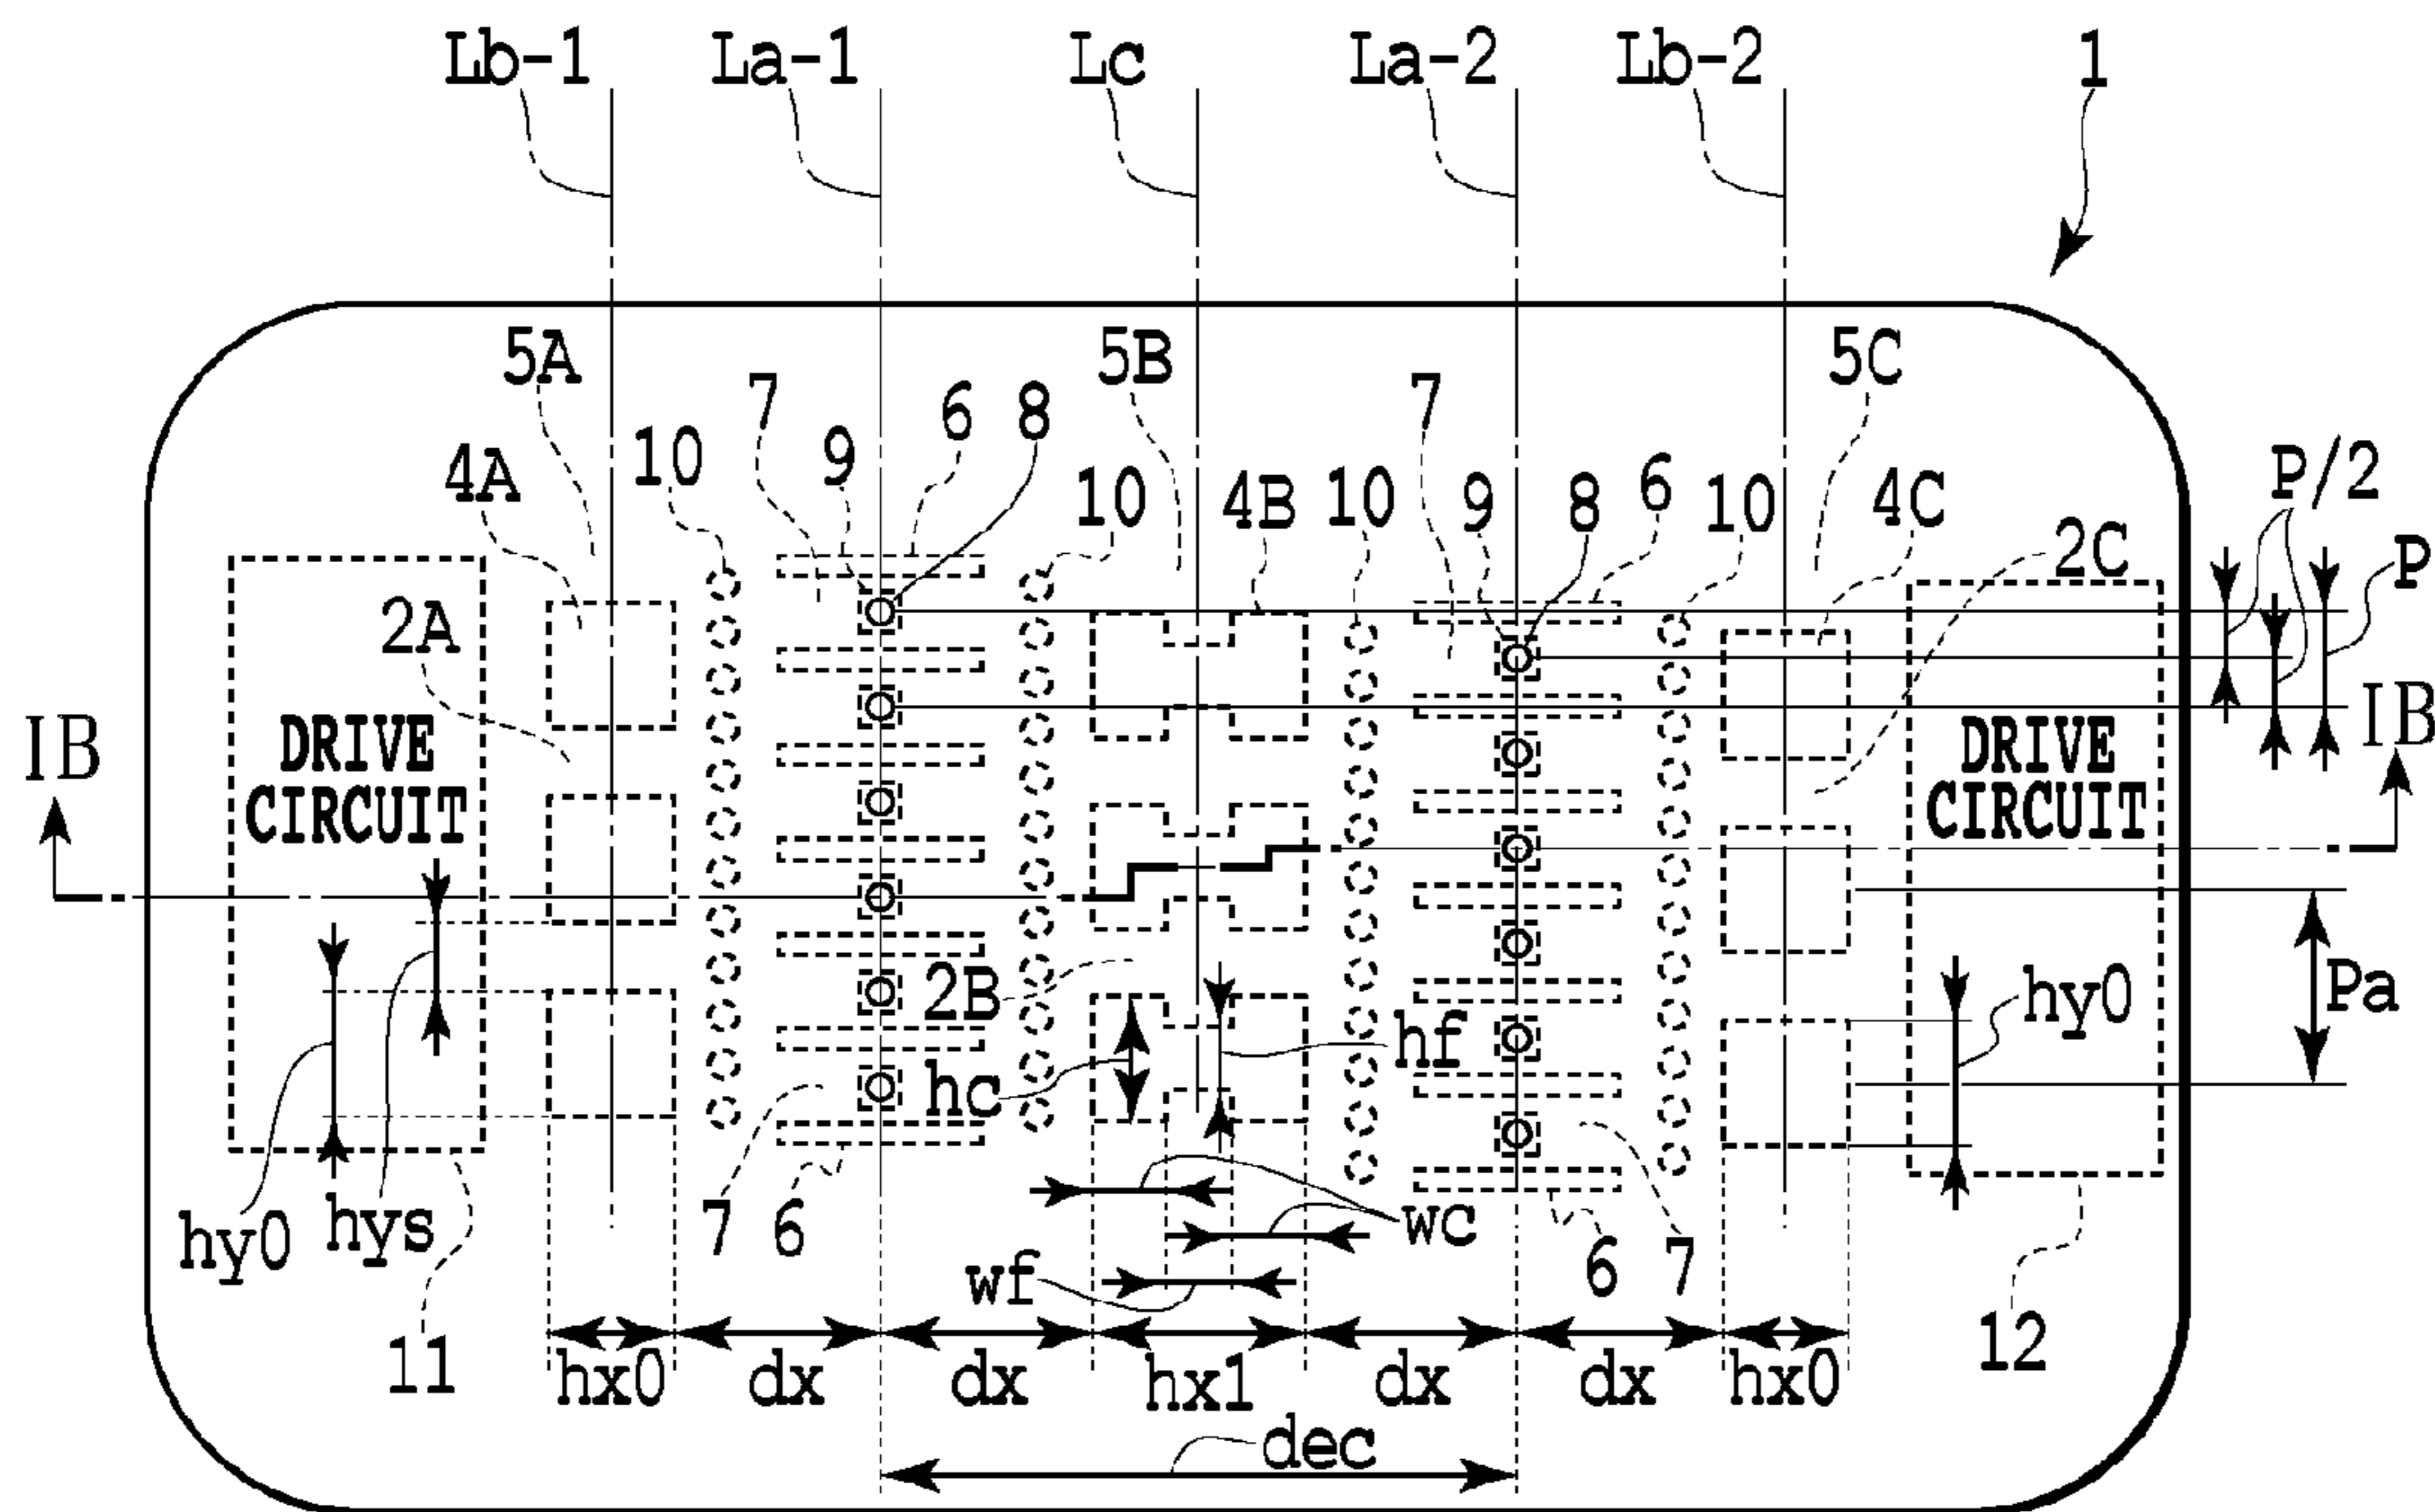 Lb-1 La-1 Lc La-2 Lb-2 1
5A 5B 5C
7 6 8 7
4A 10 9 10 4B 10 9 8 6 10 4C P/2
2C P
2A
IB DRIVE CIRCUIT DRIVE CIRCUIT IB
2B hf hy0 Pa
hc
hy0 hys 7 6 wc 6 7
wf
11 12
hx0 dx dx hx1 dx dx hx0
dec